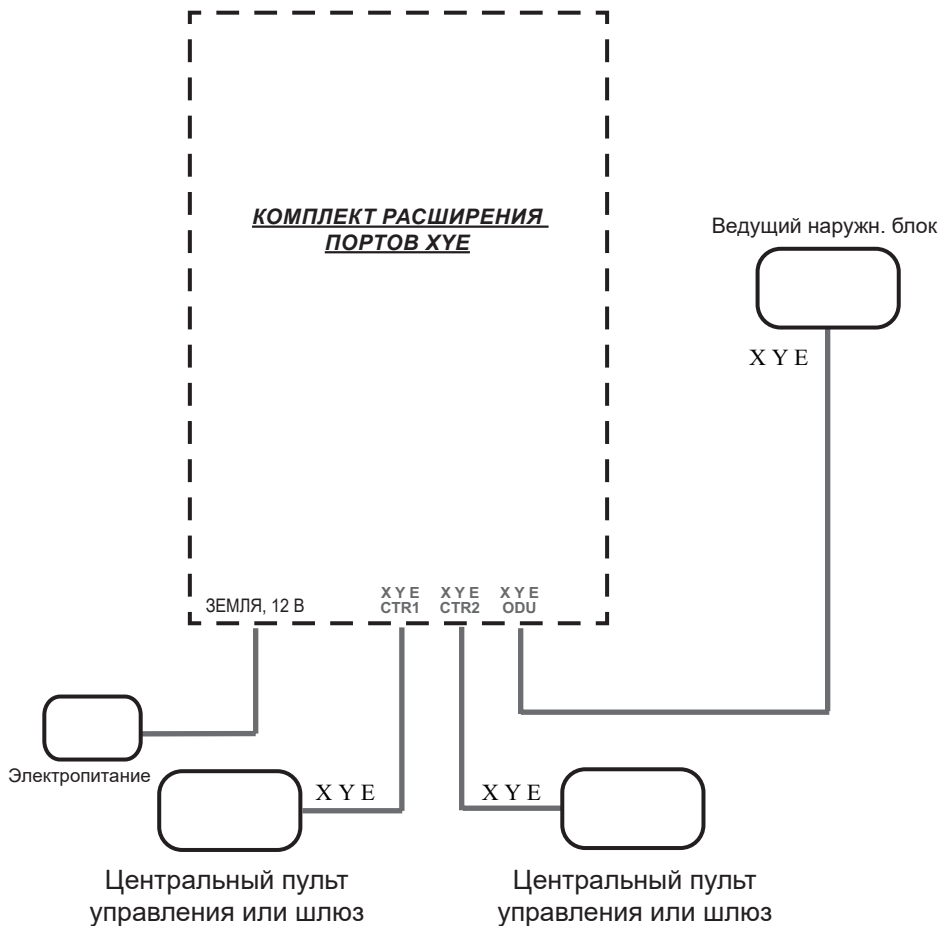 КОМПЛЕКТ РАСШИРЕНИЯ
ПОРТОВ XYE
Ведущий наружн. блок
X Y E
ЗЕМЛЯ, 12 В
X Y E
CTR1
X Y E
CTR2
X Y E
ODU
Электропитание
X Y E
X Y E
Центральный пульт
управления или шлюз
Центральный пульт
управления или шлюз